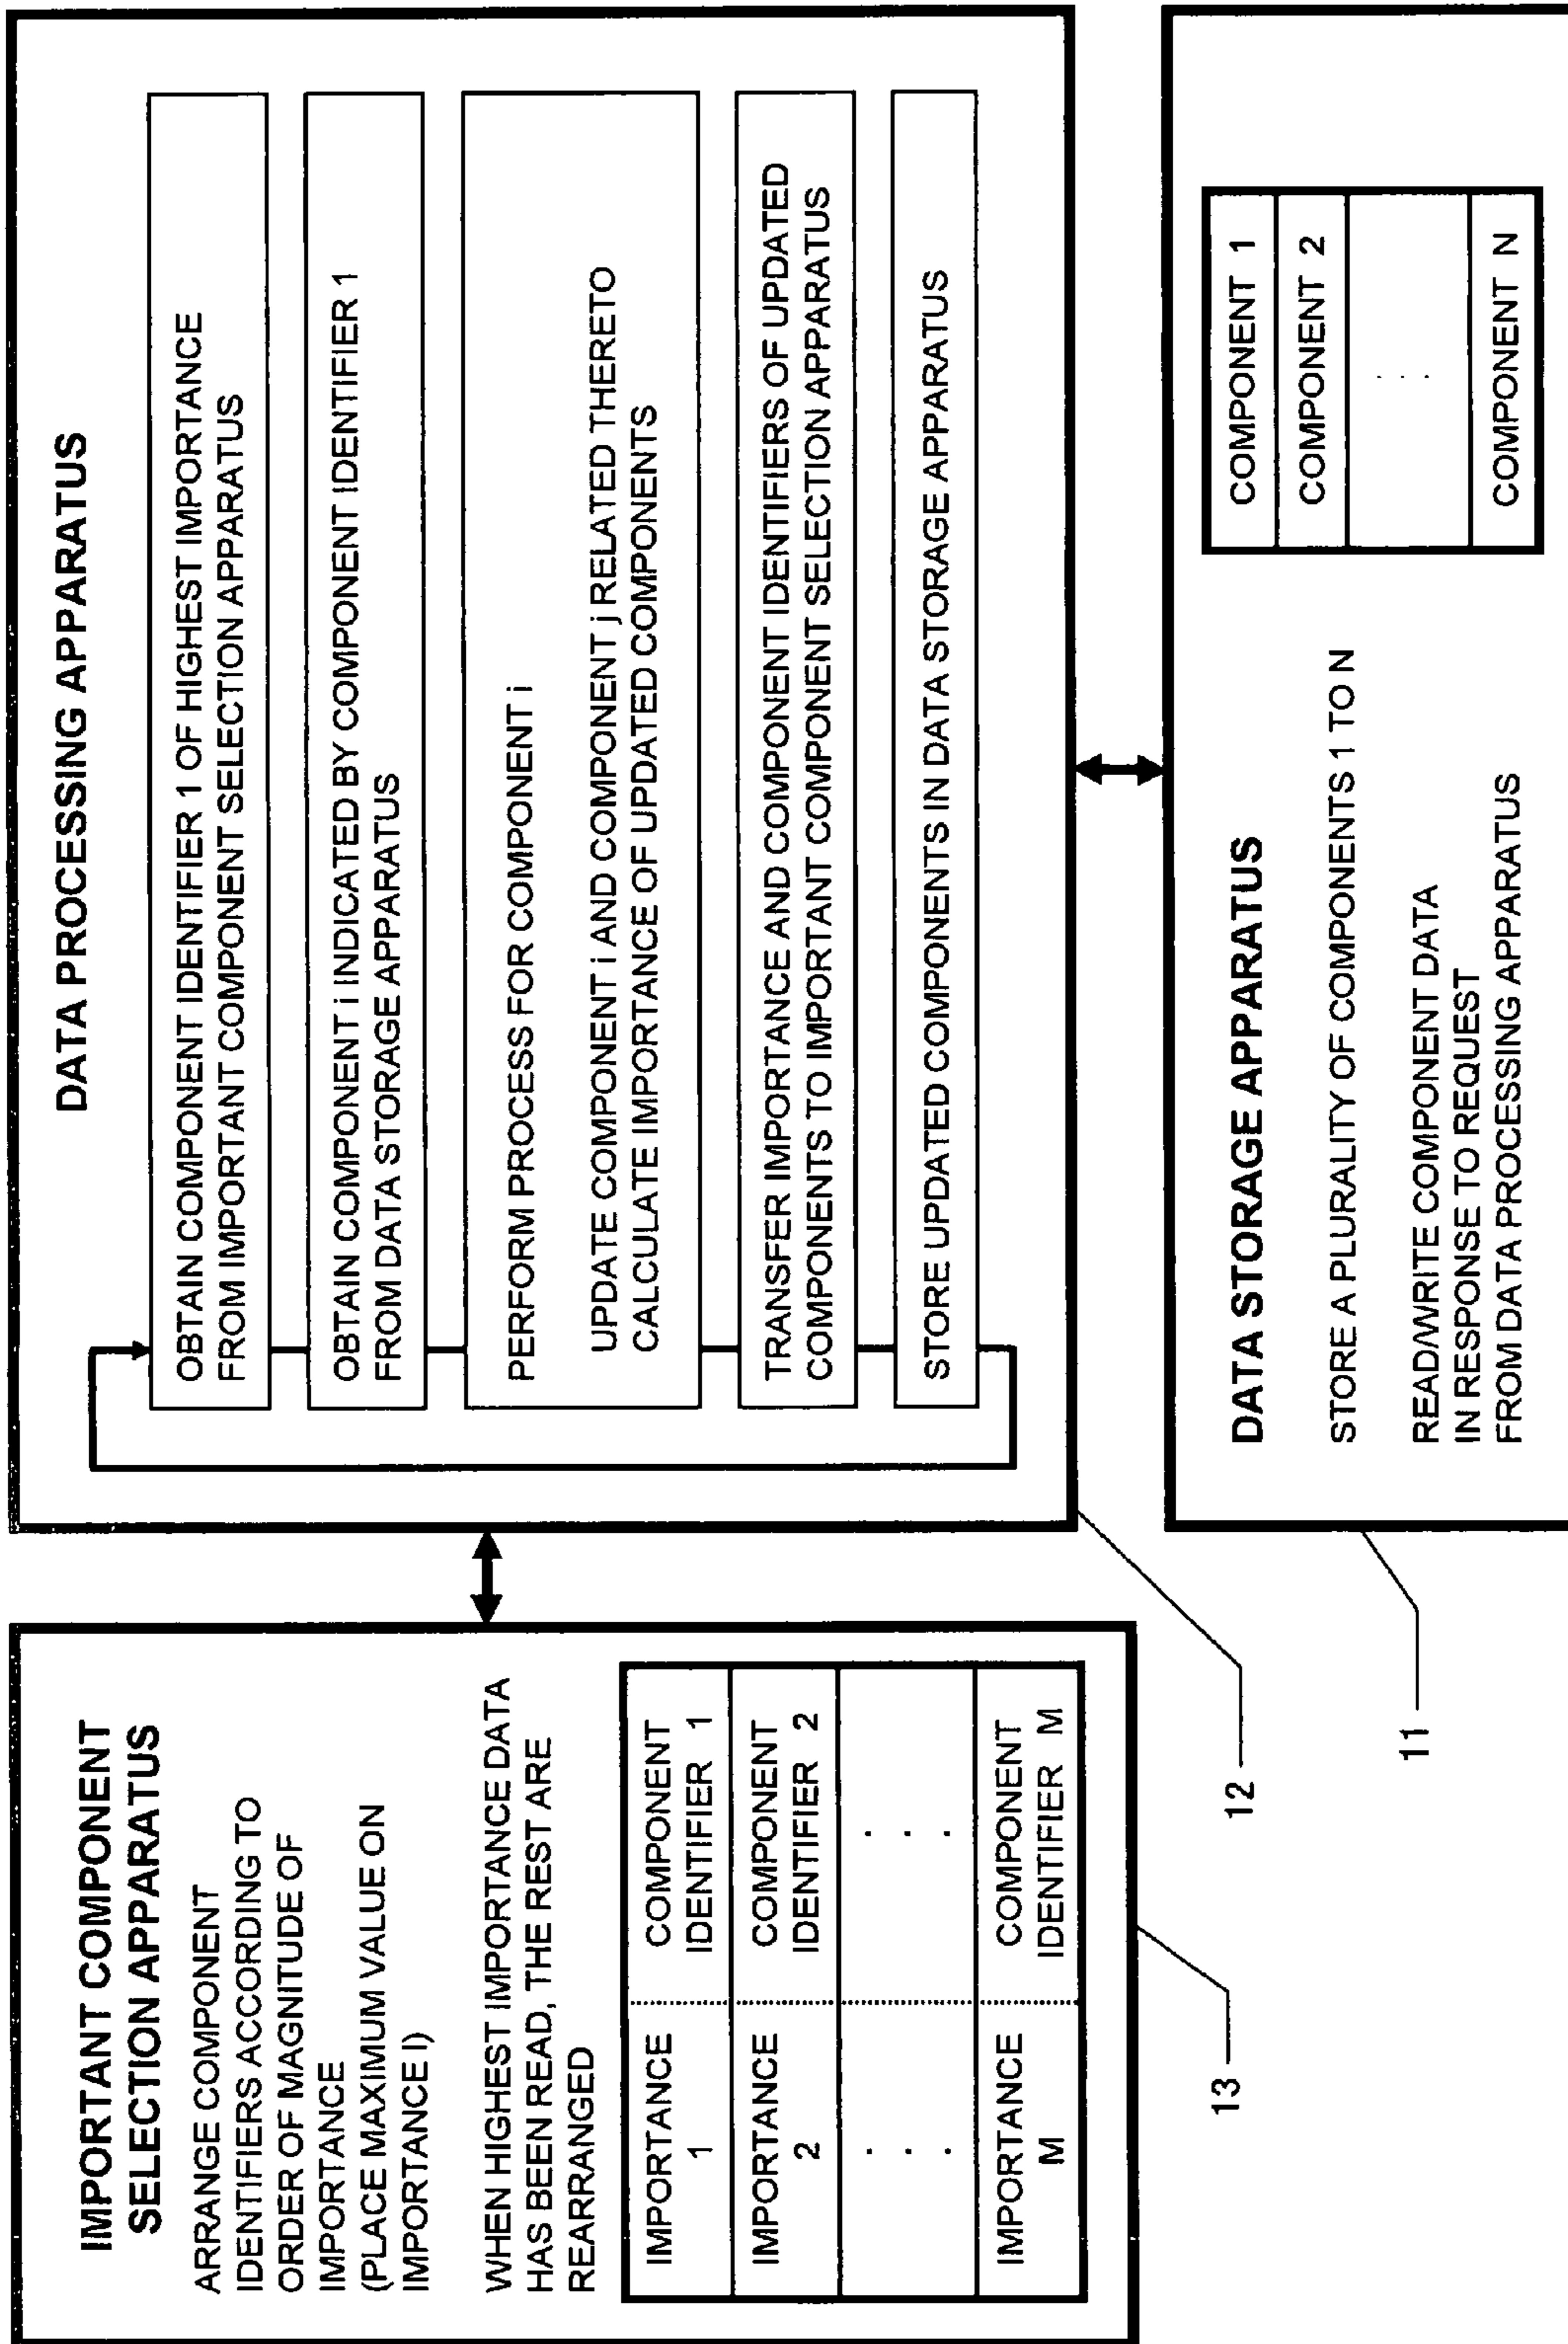 IMPORTANT COMPONENT
SELECTION APPARATUS
ARRANGE COMPONENT
IDENTIFIERS ACCORDING TO
ORDER OF MAGNITUDE OF
IMPORTANCE
(PLACE MAXIMUM VALUE ON
IMPORTANCE I)
WHEN HIGHEST IMPORTANCE DATA
HAS BEEN READ, THE REST ARE
REARRANGED
IMPORTANCE
1
COMPONENT
IDENTIFIER 1
IMPORTANCE
2
COMPONENT
IDENTIFIER 2
. . .
. . .
IMPORTANCE
M
COMPONENT
IDENTIFIER M
13
DATA PROCESSING APPARATUS
OBTAIN COMPONENT IDENTIFIER 1 OF HIGHEST IMPORTANCE
FROM IMPORTANT COMPONENT SELECTION APPARATUS
OBTAIN COMPONENT i INDICATED BY COMPONENT IDENTIFIER 1
FROM DATA STORAGE APPARATUS
PERFORM PROCESS FOR COMPONENT i
UPDATE COMPONENT i AND COMPONENT j RELATED THERETO
CALCULATE IMPORTANCE OF UPDATED COMPONENTS
TRANSFER IMPORTANCE AND COMPONENT IDENTIFIERS OF UPDATED
COMPONENTS TO IMPORTANT COMPONENT SELECTION APPARATUS
STORE UPDATED COMPONENTS IN DATA STORAGE APPARATUS
12
DATA STORAGE APPARATUS
STORE A PLURALITY OF COMPONENTS 1 TO N
READ/WRITE COMPONENT DATA
IN RESPONSE TO REQUEST
FROM DATA PROCESSING APPARATUS
COMPONENT 1
COMPONENT 2
. . .
COMPONENT N
11